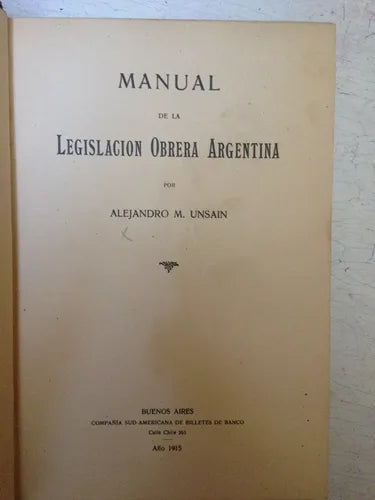 MANUAL
DE LA
LEGISLACION OBRERA ARGENTINA
POR
ALEJANDRO M. UNSAIN
BUENOS AIRES
COMPAÑÍA SUD-AMERICANA DE BILLETES DE BANCO
Calle Chile 263
Año 1915